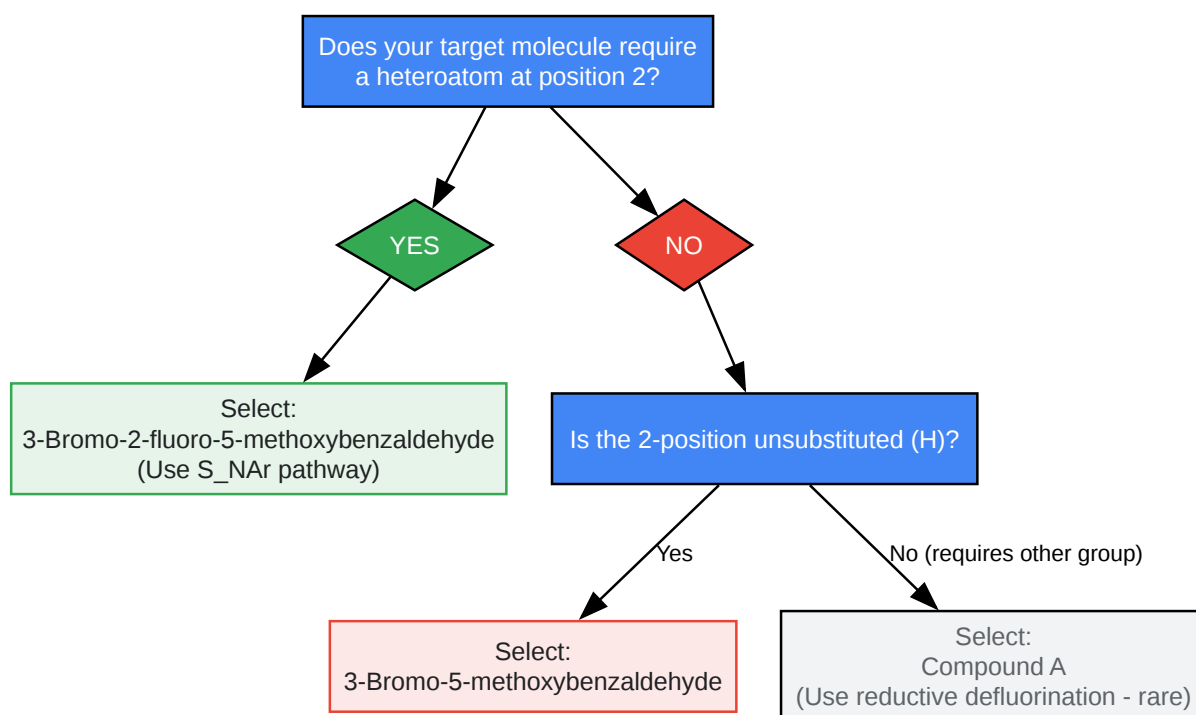 Does your target molecule require
a heteroatom at position 2?
YES
NO
Select:
3-Bromo-2-fluoro-5-methoxybenzaldehyde
(Use S_NAr pathway)
Is the 2-position unsubstituted (H)?
Yes
No (requires other group)
Select:
3-Bromo-5-methoxybenzaldehyde
Select:
Compound A
(Use reductive defluorination - rare)